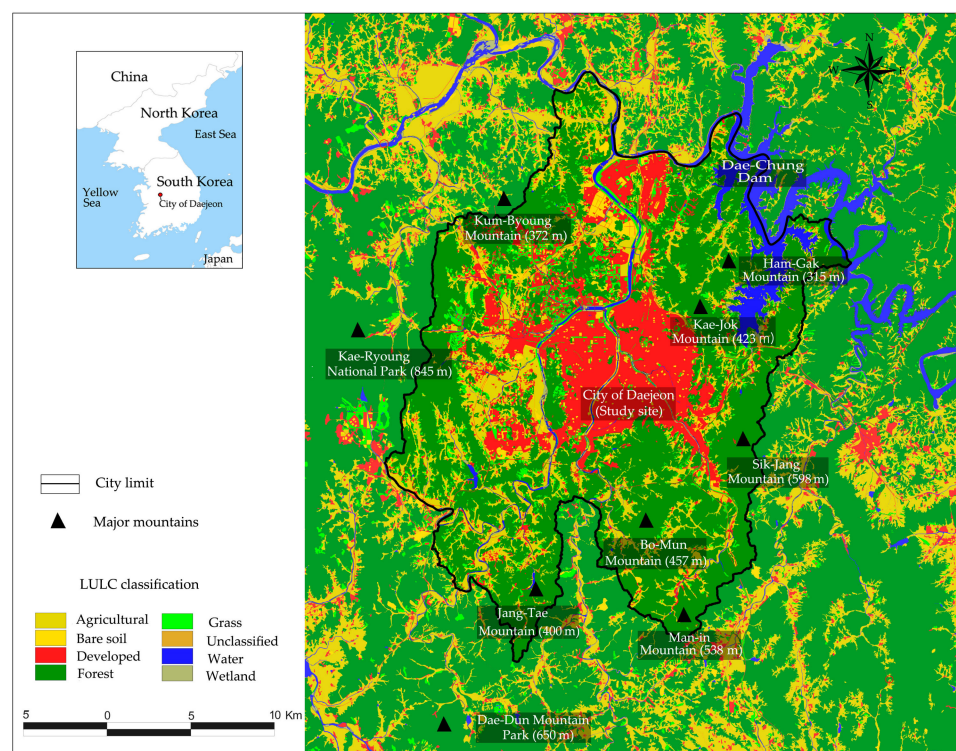 China
North Korea
East Sea
South Korea
Yellow
Sea
City of Daejeon
Japan
City limit
Major mountains
LULC classification
Agricultural
Bare soil
Developed
Forest
Grass
Unclassified
Water
Wetland
5 0 5 10 Km
N
W E
S
Dae-Chung
Dam
Kum-Byoung
Mountain (372 m)
Ham-Gak
Mountain (315 m)
Kae-Jok
Mountain (423 m)
Kae-Ryoung
National Park (845 m)
City of Daejeon
(Study site)
Sik-Jang
Mountain (598 m)
Bo-Mun
Mountain (457 m)
Jang-Tae
Mountain (400 m)
Man-in
Mountain (538 m)
Dae-Dun Mountain
Park (650 m)